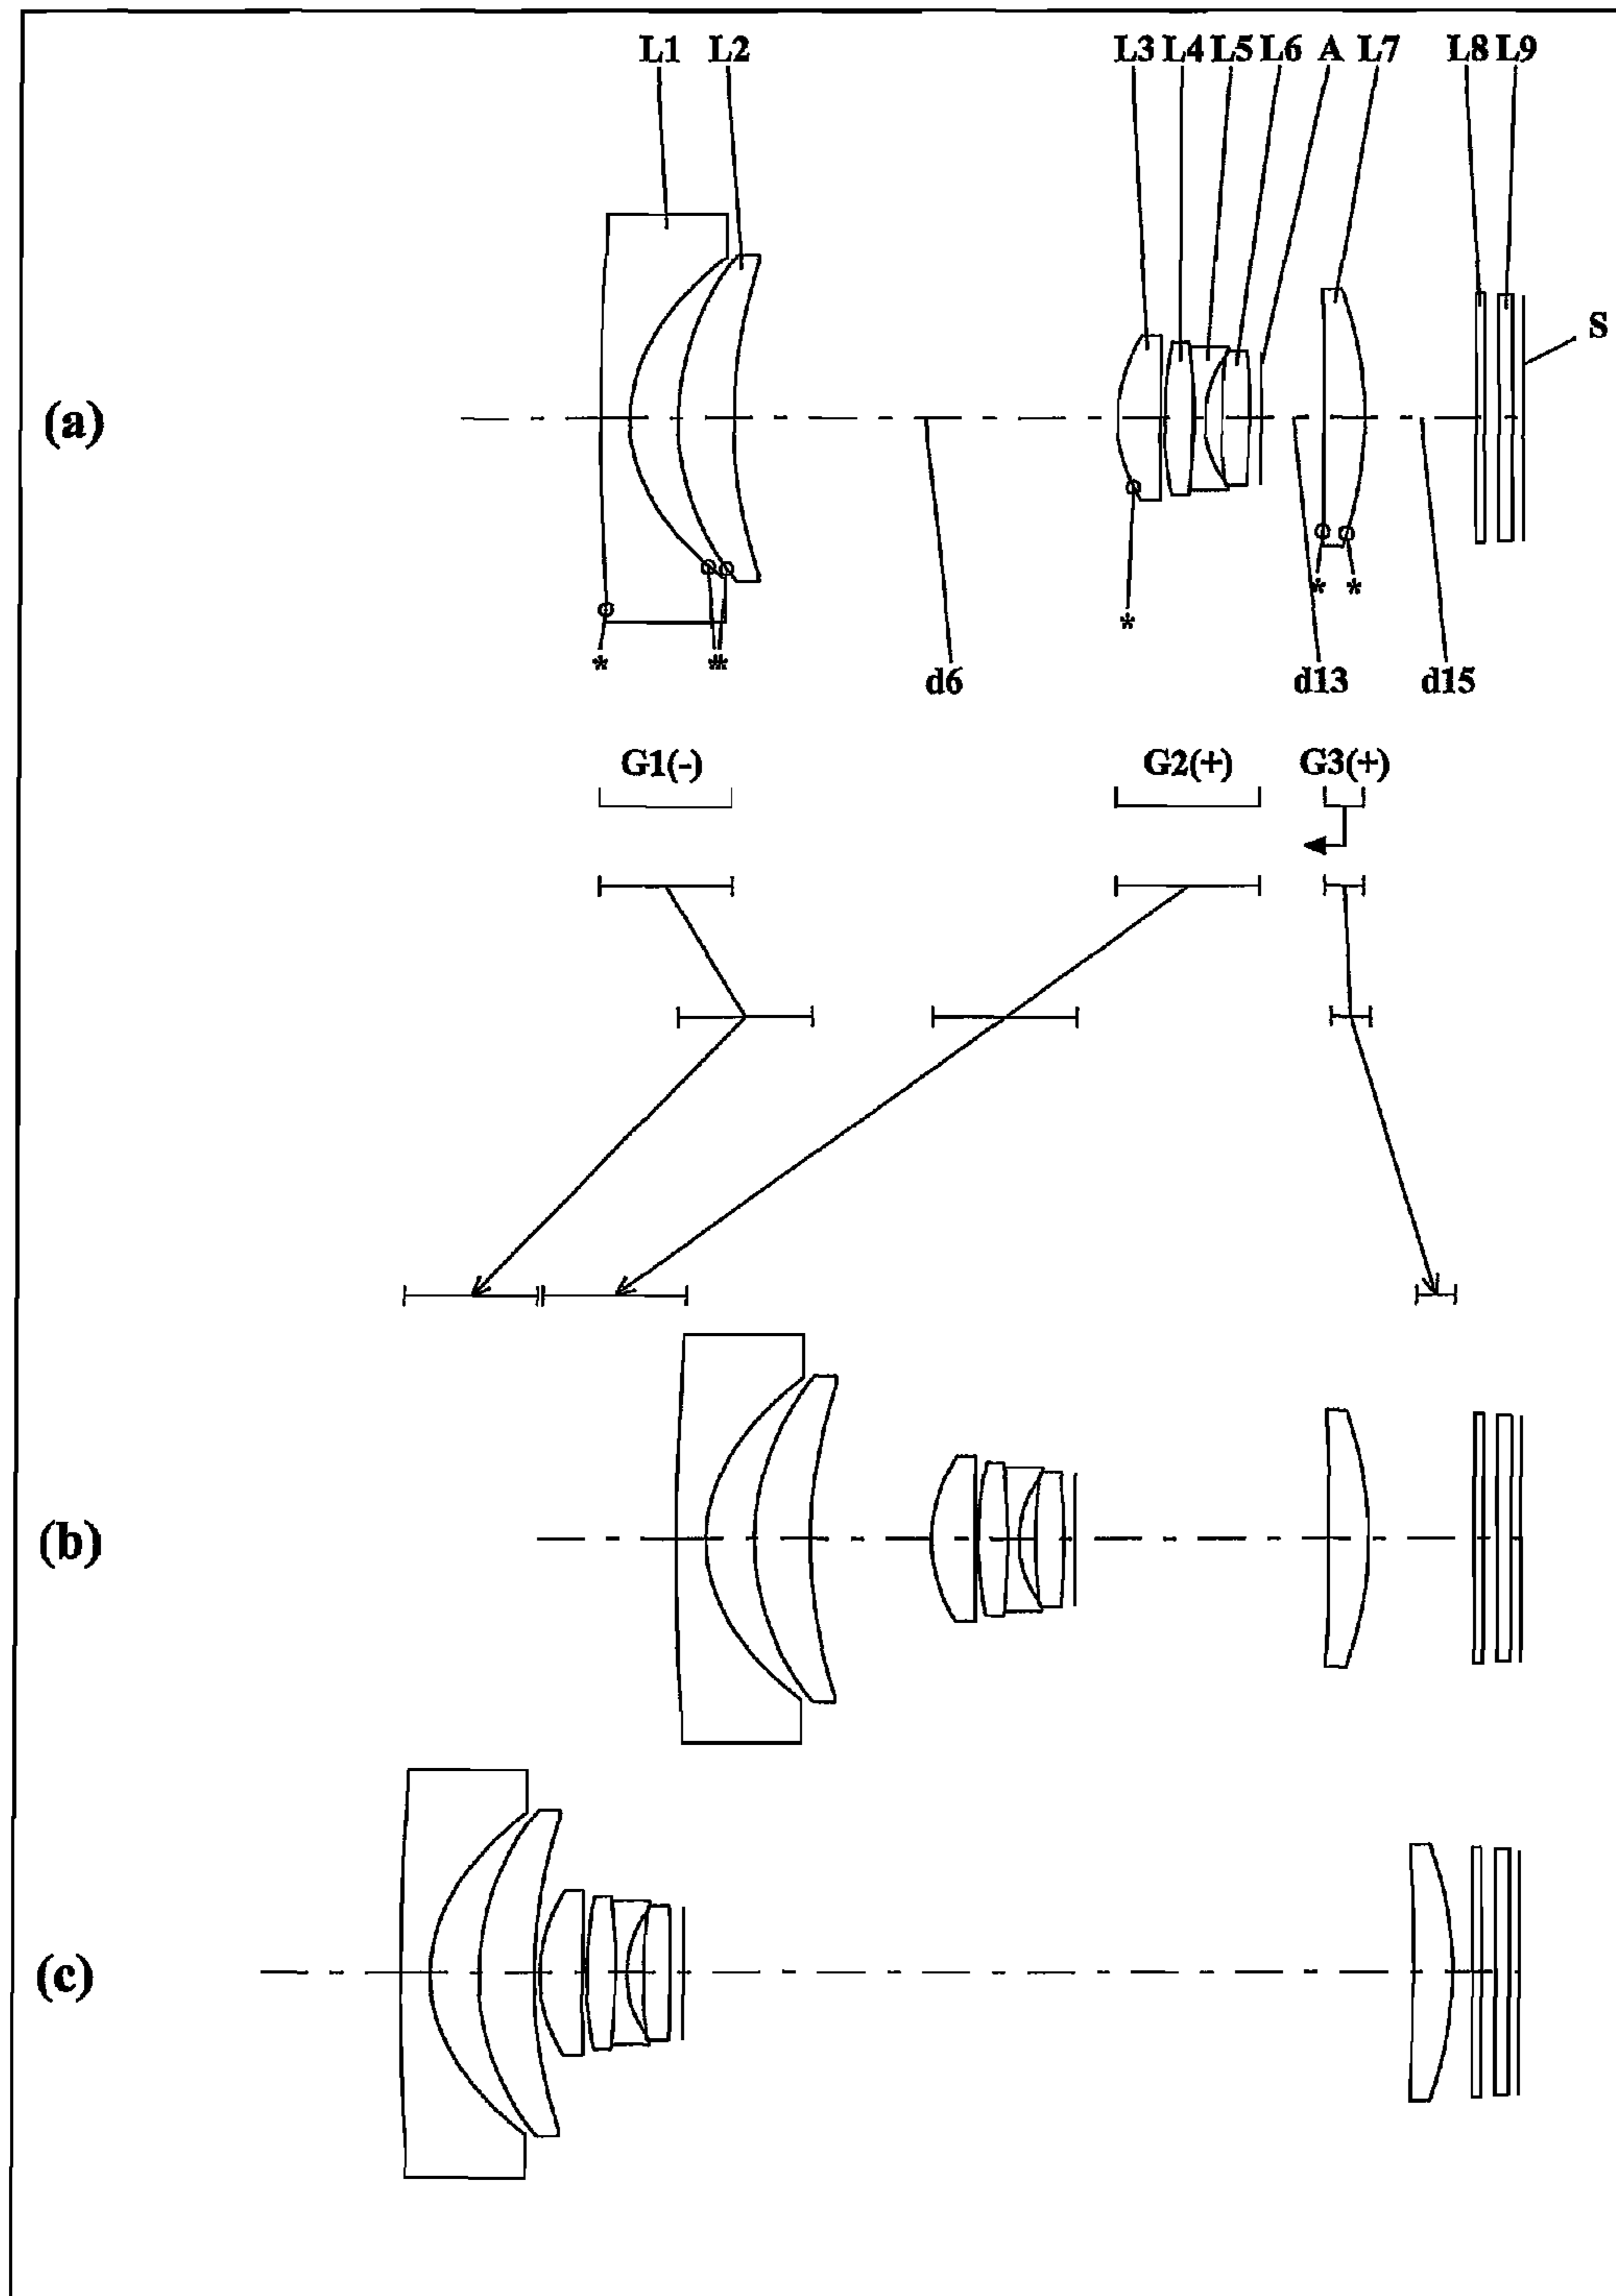 L1 L2 L3 L4 L5 L6 A L7 L8 L9
S
(a)
* ** * * *
d6 d13 d15
G1(-) G2(+) G3(+)
(b)
(c)